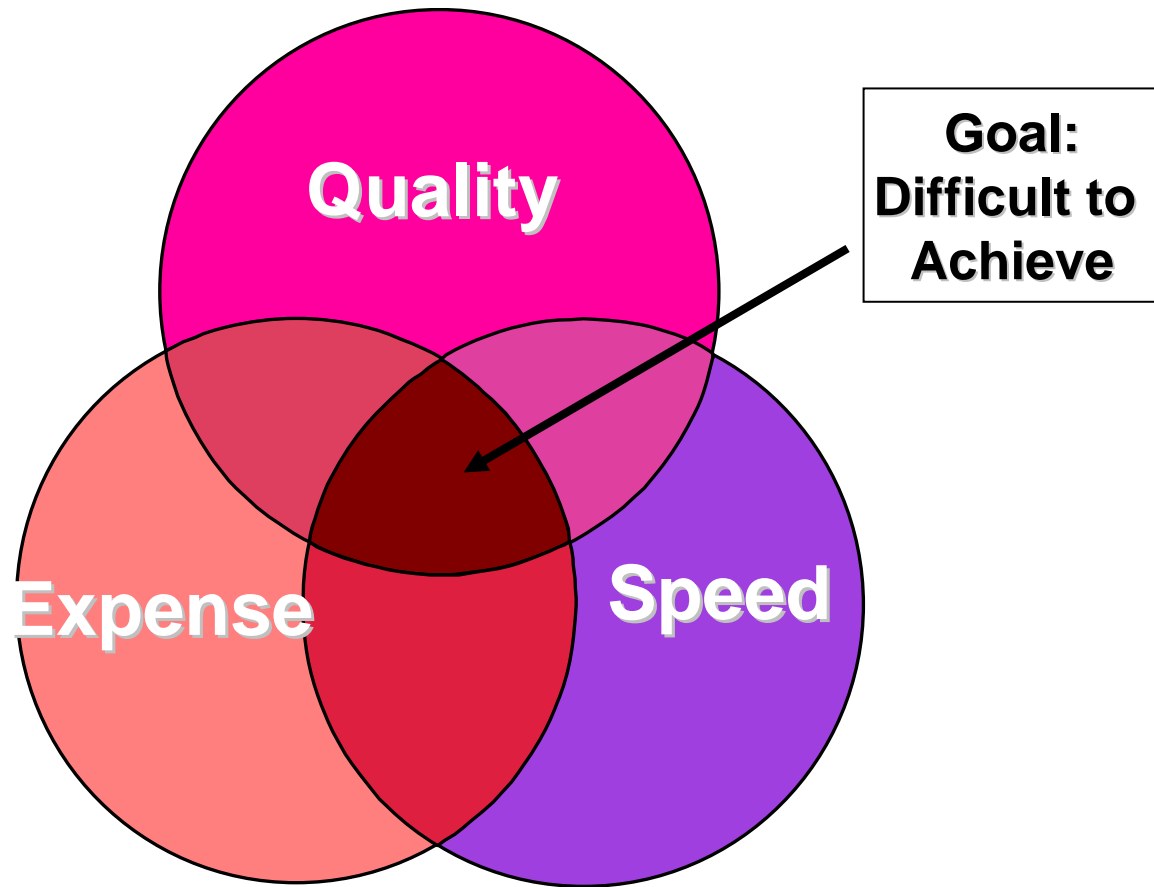 Quality
Goal:
Difficult to
Achieve
Expense
Speed